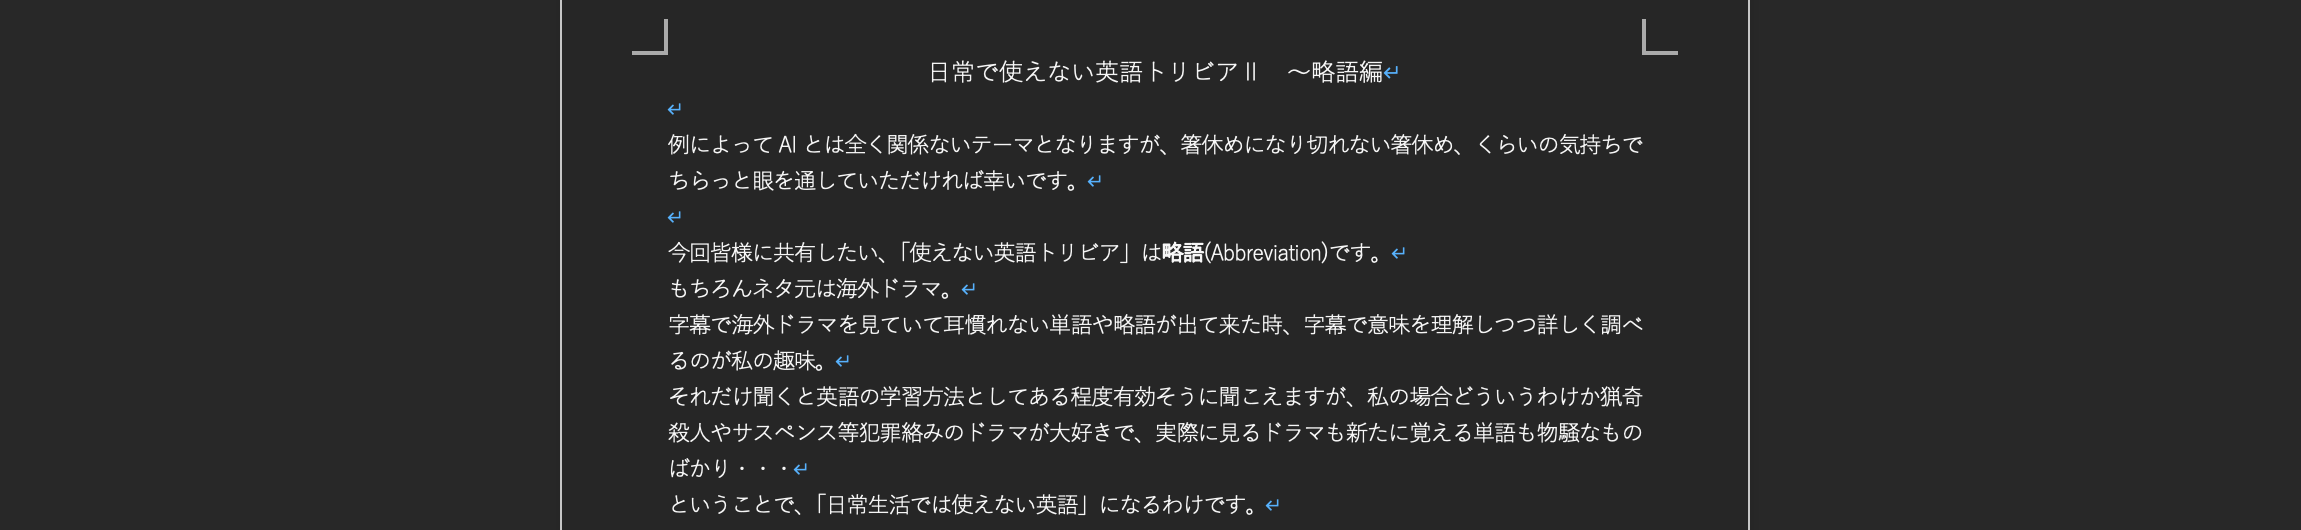 日常で使えない英語トリビアⅡ　～略語編
例によって AI とは全く関係ないテーマとなりますが、箸休めになり切れない箸休め、くらいの気持ちで
ちらっと眼を通していただければ幸いです。
今回皆様に共有したい、「使えない英語トリビア」は略語(Abbreviation)です。
もちろんネタ元は海外ドラマ。
字幕で海外ドラマを見ていて耳慣れない単語や略語が出て来た時、字幕で意味を理解しつつ詳しく調べ
るのが私の趣味。
それだけ聞くと英語の学習方法としてある程度有効そうに聞こえますが、私の場合どういうわけか猟奇
殺人やサスペンス等犯罪絡みのドラマが大好きで、実際に見るドラマも新たに覚える単語も物騒なもの
ばかり・・・
ということで、「日常生活では使えない英語」になるわけです。